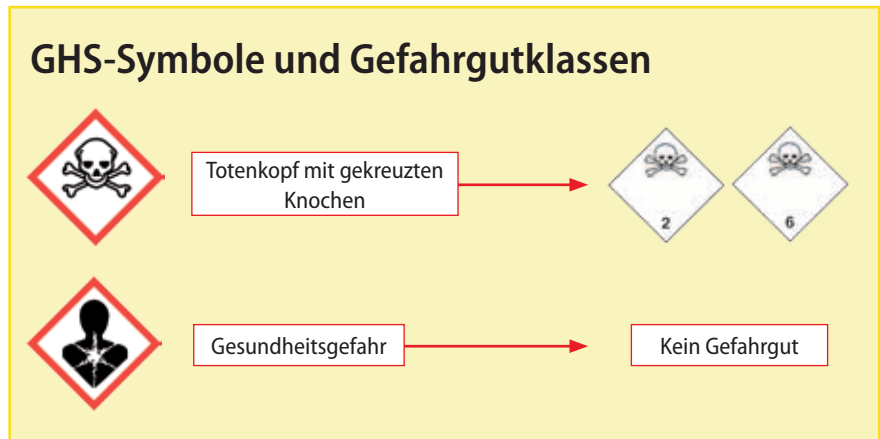 GHS-Symbole und Gefahrgutklassen
Totenkopf mit gekreuzten
Knochen
2
6
Gesundheitsgefahr
Kein Gefahrgut